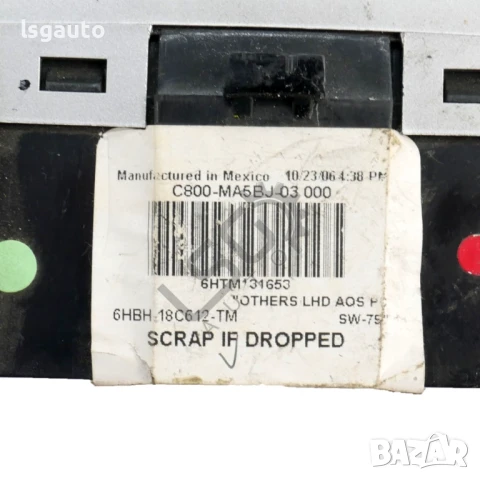 lsgauto
Manufactured in Mexico 10/23/06 4:38 PM
C800-MA5BJ-03 000
6HTM131653
"OTHERS LHD AOS
6HBH-18C612-TM SW-75
SCRAP IF DROPPED
БАZAР